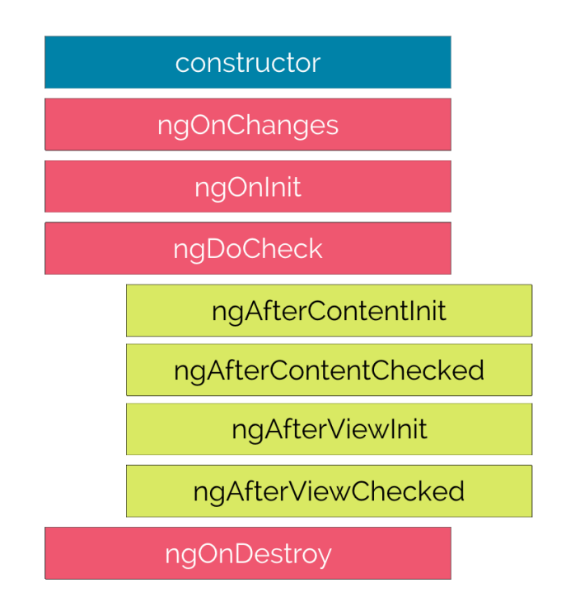 constructor
ngOnChanges
ngOnInit
ngDoCheck
ngAfterContentInit
ngAfterContentChecked
ngAfterViewInit
ngAfterViewChecked
ngOnDestroy